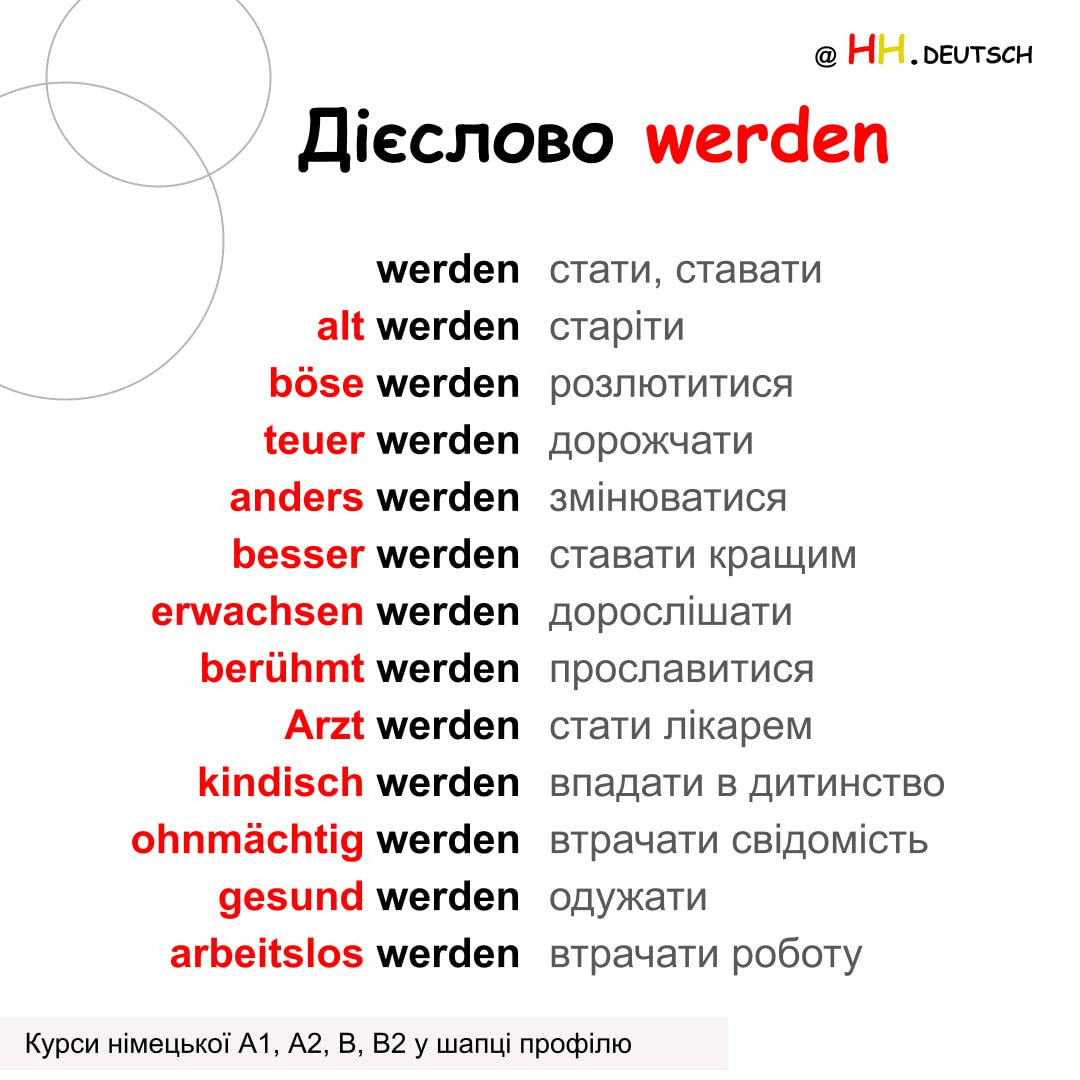 @ HH.DEUTSCH
Дієслово werden
werden стати, ставати
alt werden старіти
böse werden розлютитися
teuer werden дорожчати
anders werden змінюватися
besser werden ставати кращим
erwachsen werden дорослішати
berühmt werden прославитися
Arzt werden стати лікарем
kindisch werden впадати в дитинство
ohnmächtig werden втрачати свідомість
gesund werden одужати
arbeitslos werden втрачати роботу
Курси німецької А1, А2, В, В2 у шапці профілю